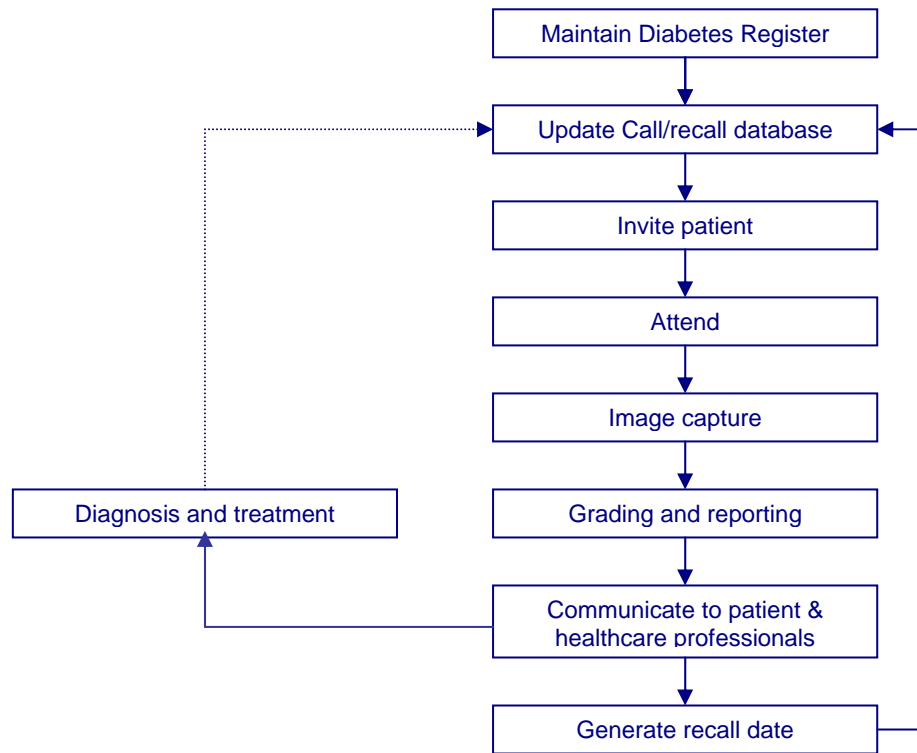 Maintain Diabetes Register
Update Call/recall database
Invite patient
Attend
Image capture
Diagnosis and treatment
Grading and reporting
Communicate to patient &
healthcare professionals
Generate recall date